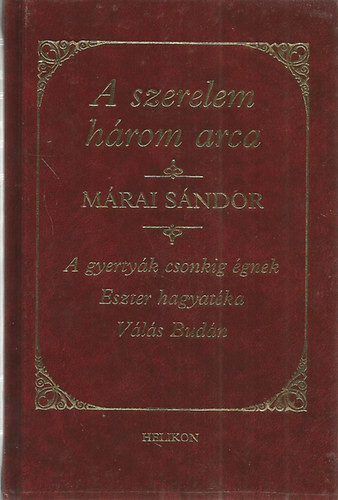 A szerelem
három arca
MÁRAI SÁNDOR
A gyertyák csonkig égnek
Eszter hagyatéka
Válás Budán
HELIKON